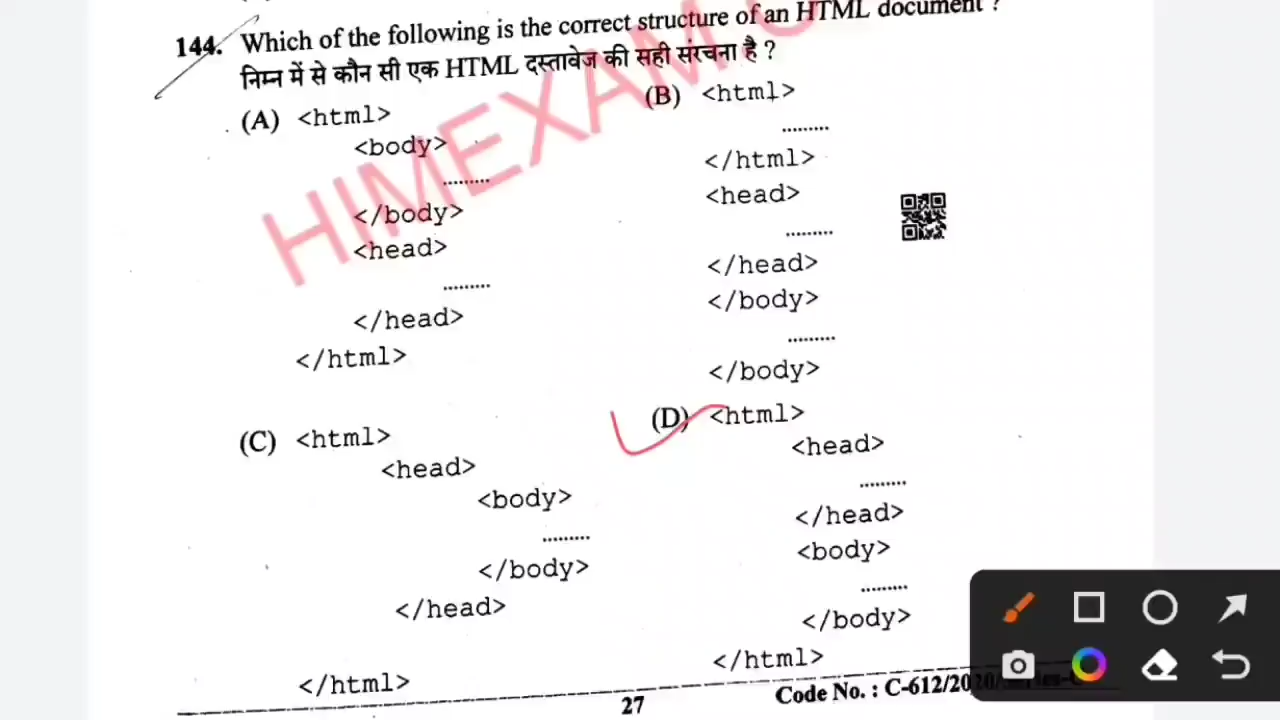 144. Which of the following is the correct structure of an HTML document ?
निम्न में से कौन सी एक HTML दस्तावेज की सही संरचना है ?
(A) <html>
<body>
.........
</body>
<head>
.........
</head>
</html>
(B) <html>
.........
</html>
<head>
.........
</head>
</body>
.........
</body>
(C) <html>
<head>
<body>
.........
</body>
</head>
</html>
(D) <html>
<head>
.........
</head>
<body>
.........
</body>
</html>
27
Code No. : C-612/2020/
HIMEXAM